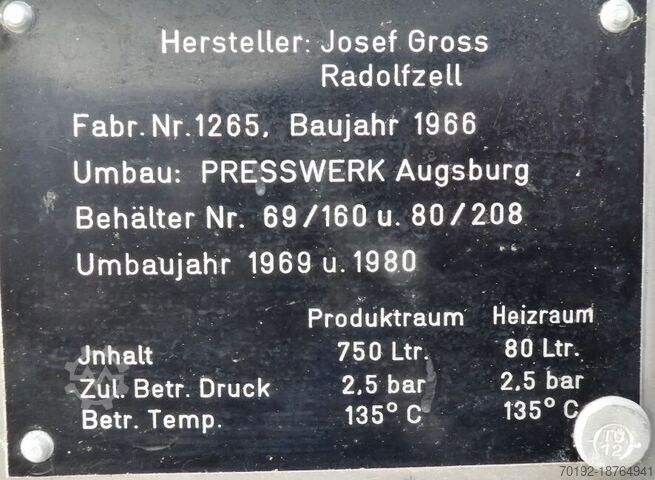 Hersteller: Josef Gross
Radolfzell
Fabr. Nr. 1265, Baujahr 1966
Umbau: PRESSWERK Augsburg
Behälter Nr. 69/160 u. 80/208
Umbaujahr 1969 u. 1980
Produktraum Heizraum
Jnhalt 750 Ltr. 80 Ltr.
Zul. Betr. Druck 2,5 bar 2,5 bar
Betr. Temp. 135° C 135° C
12
70192-18764941